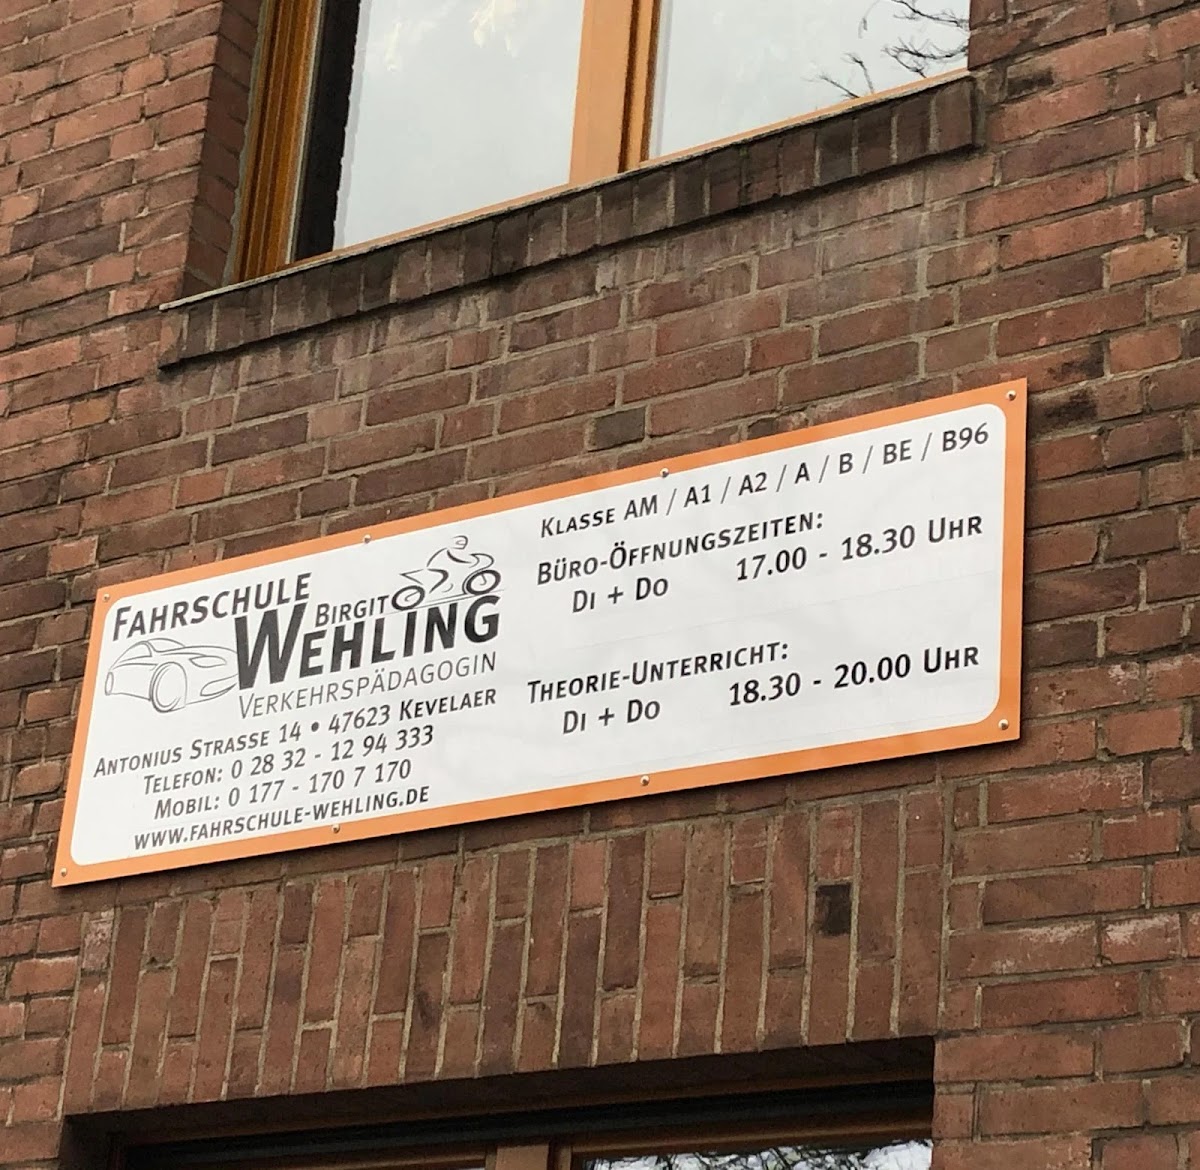 FAHRSCHULE
BIRGIT
WEHLING
VERKEHRSPÄDAGOGIN
ANTONIUS STRASSE 14 • 47623 KEVELAER
TELEFON: 0 28 32 - 12 94 333
MOBIL: 0 177 - 170 7 170
WWW.FAHRSCHULE-WEHLING.DE
KLASSE AM / A1 / A2 / A / B / BE / B96
BÜRO-ÖFFNUNGSZEITEN:
DI + DO 17.00 - 18.30 UHR
THEORIE-UNTERRICHT:
DI + DO 18.30 - 20.00 UHR